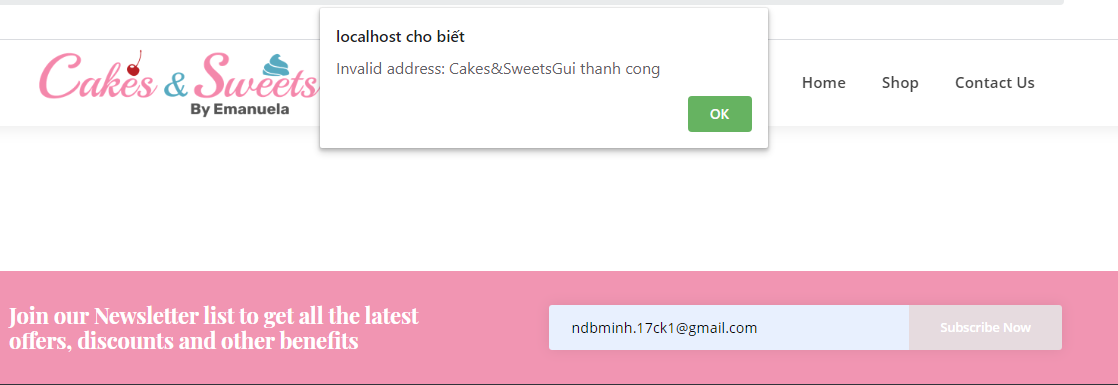 localhost cho biết
Invalid address: Cakes&SweetsGui thanh cong
OK
Cakes & Sweets
By Emanuela
Home Shop Contact Us
Join our Newsletter list to get all the latest
offers, discounts and other benefits
ndbminh.17ck1@gmail.com
Subscribe Now